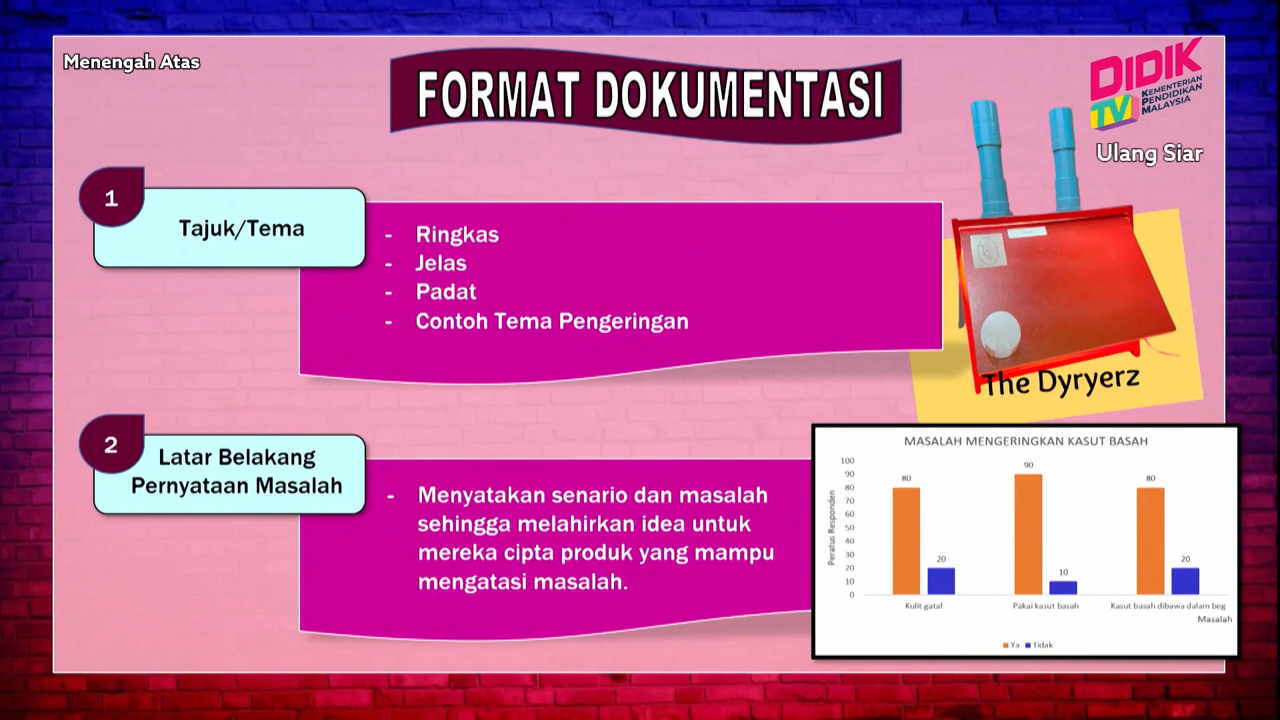 Menengah Atas
FORMAT DOKUMENTASI
DIDIK
TV
KEMENTERIAN
PENDIDIKAN
MALAYSIA
Ulang Siar
1
Tajuk/Tema
- Ringkas
- Jelas
- Padat
- Contoh Tema Pengeringan
The Dyryerz
2
Latar Belakang
Pernyataan Masalah
- Menyatakan senario dan masalah
sehingga melahirkan idea untuk
mereka cipta produk yang mampu
mengatasi masalah.
MASALAH MENGERINGKAN KASUT BASAH
Peratus Responden
100
90
80
70
60
50
40
30
20
10
0
80
20
90
10
80
20
Kulit gatal
Pakai kasut basah
Kasut basah dibawa dalam beg
Masalah
Ya
Tidak